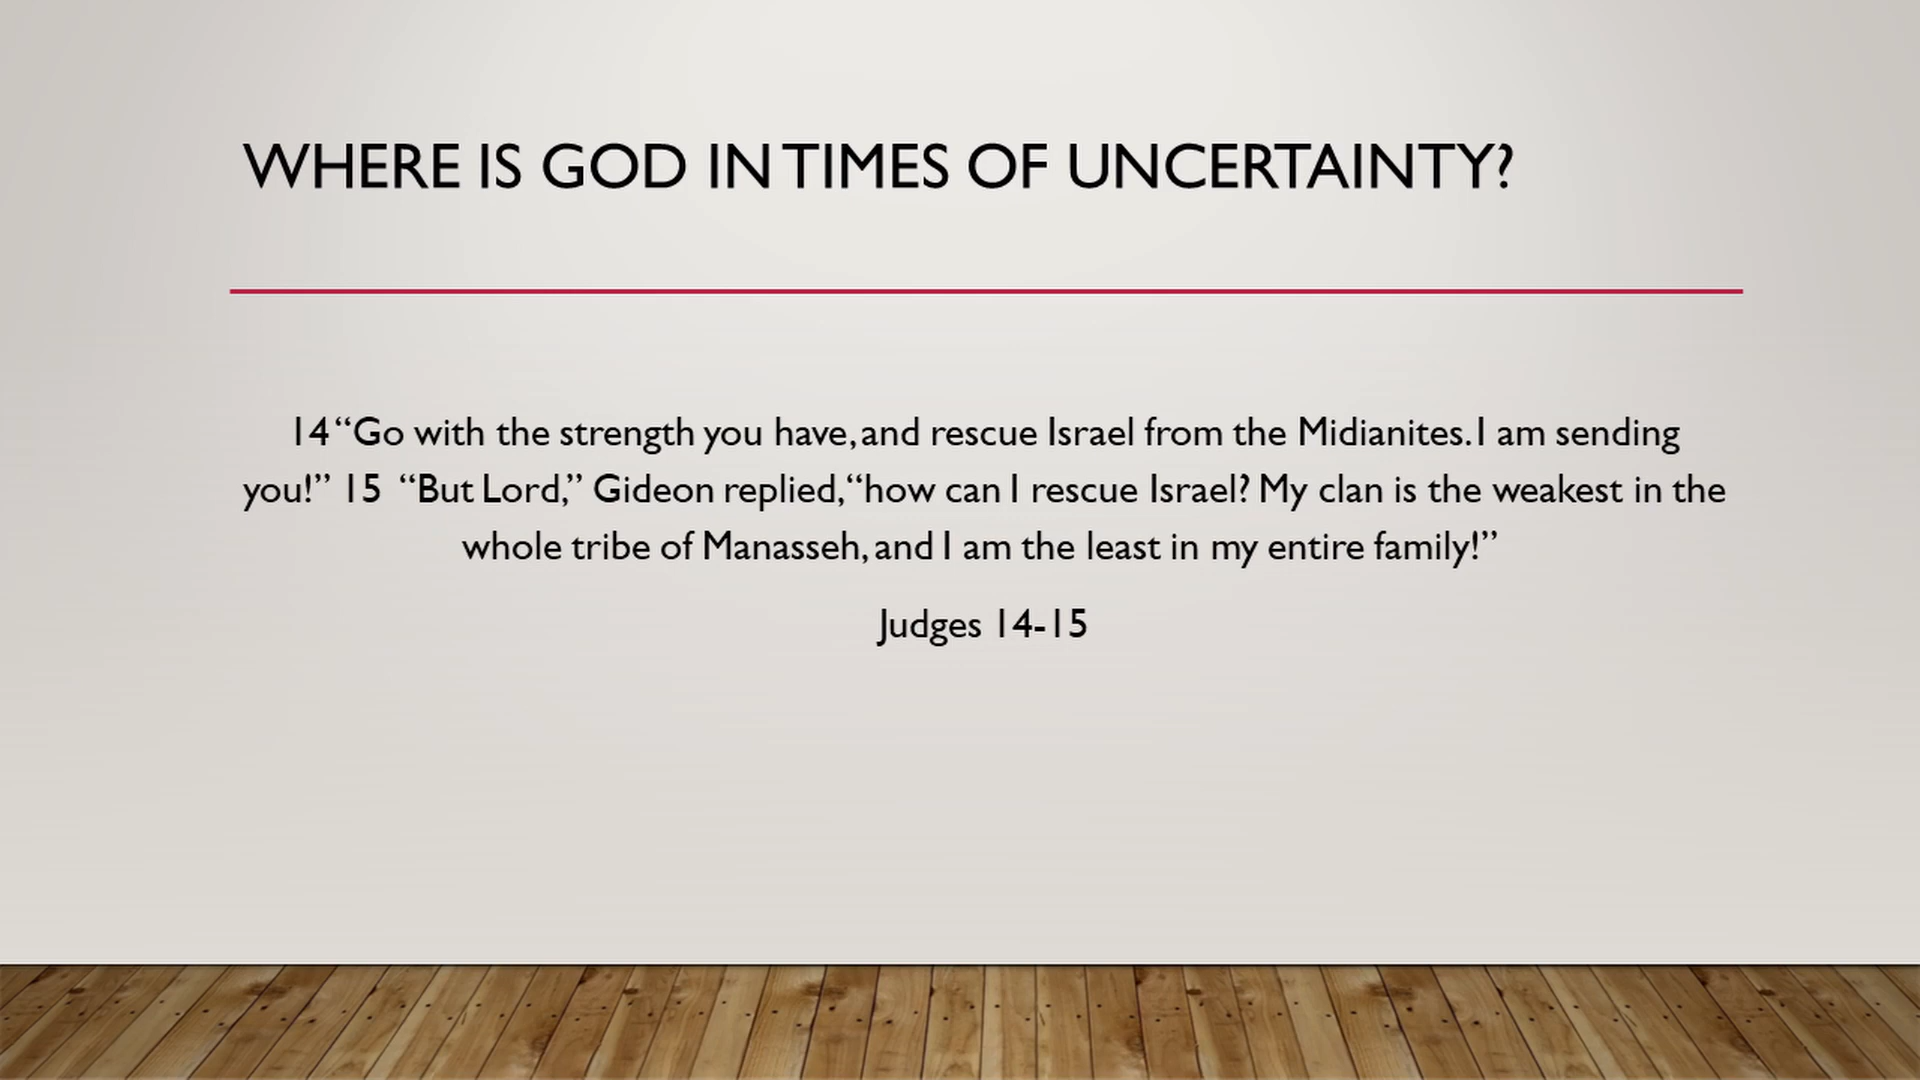 WHERE IS GOD IN TIMES OF UNCERTAINTY?
14 “Go with the strength you have, and rescue Israel from the Midianites. I am sending
you!” 15 “But Lord,” Gideon replied, “how can I rescue Israel? My clan is the weakest in the
whole tribe of Manasseh, and I am the least in my entire family!”
Judges 14-15